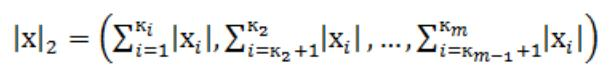 |x|₂ = (∑_{i=1}^{κ_i}|x_i|, ∑_{i=κ_2+1}^{κ_2}|x_i| , …, ∑_{i=κ_{m−1}+1}^{κ_m}|x_i|)